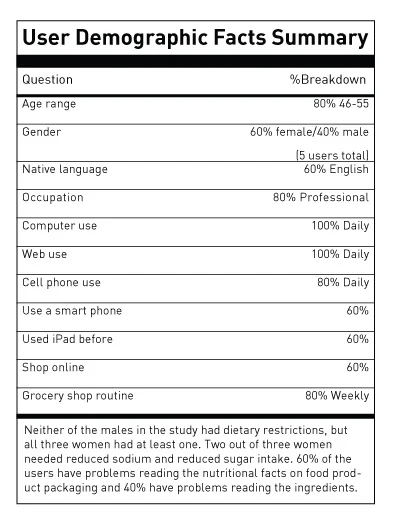 User Demographic Facts Summary
Question %Breakdown
Age range 80% 46-55
Gender 60% female/40% male
(5 users total)
Native language 60% English
Occupation 80% Professional
Computer use 100% Daily
Web use 100% Daily
Cell phone use 80% Daily
Use a smart phone 60%
Used iPad before 60%
Shop online 60%
Grocery shop routine 80% Weekly
Neither of the males in the study had dietary restrictions, but
all three women had at least one. Two out of three women
needed reduced sodium and reduced sugar intake. 60% of the
users have problems reading the nutritional facts on food prod-
uct packaging and 40% have problems reading the ingredients.